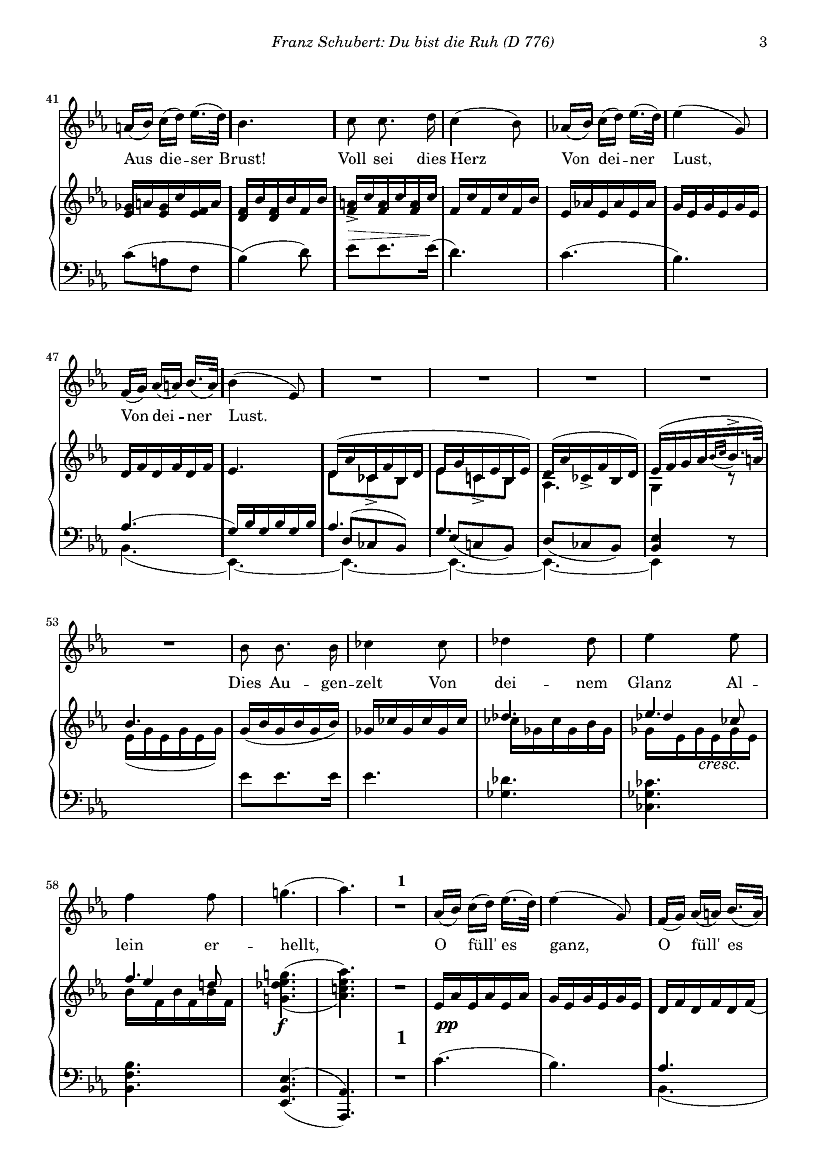 Franz Schubert: Du bist die Ruh (D 776) 3
41
Aus die - ser Brust! Voll sei dies Herz Von dei - ner Lust,
47
Von dei - ner Lust.
53
Dies Au - gen - zelt Von dei - nem Glanz Al -
cresc.
58
1
lein er - hellt, O füll' es ganz, O füll' es
f pp
1